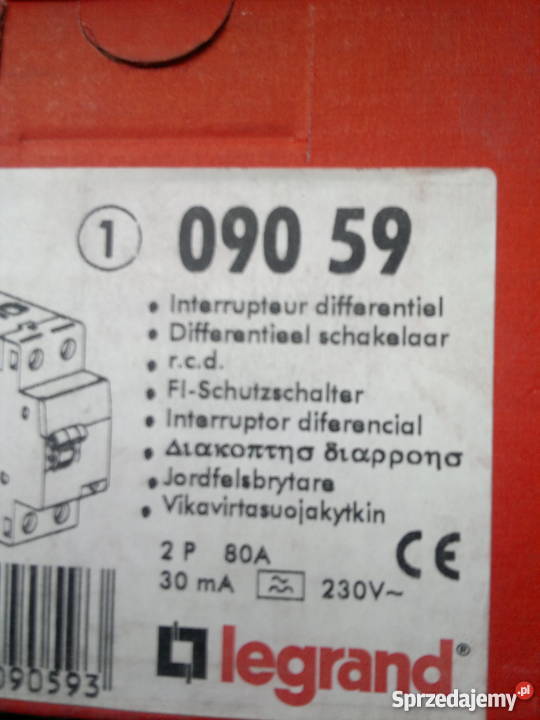 1 090 59
• Interrupteur differentiel
• Differentieel schakelaar
• r.c.d.
• FI-Schutzschalter
• Interruptor diferencial
• Διακοπτησ διαρροησ
• Jordfelsbrytare
• Vikavirtasuojakytkin
2 P 80A
CE
30 mA 230V~
090593
legrand®
Sprzedajemy.pl